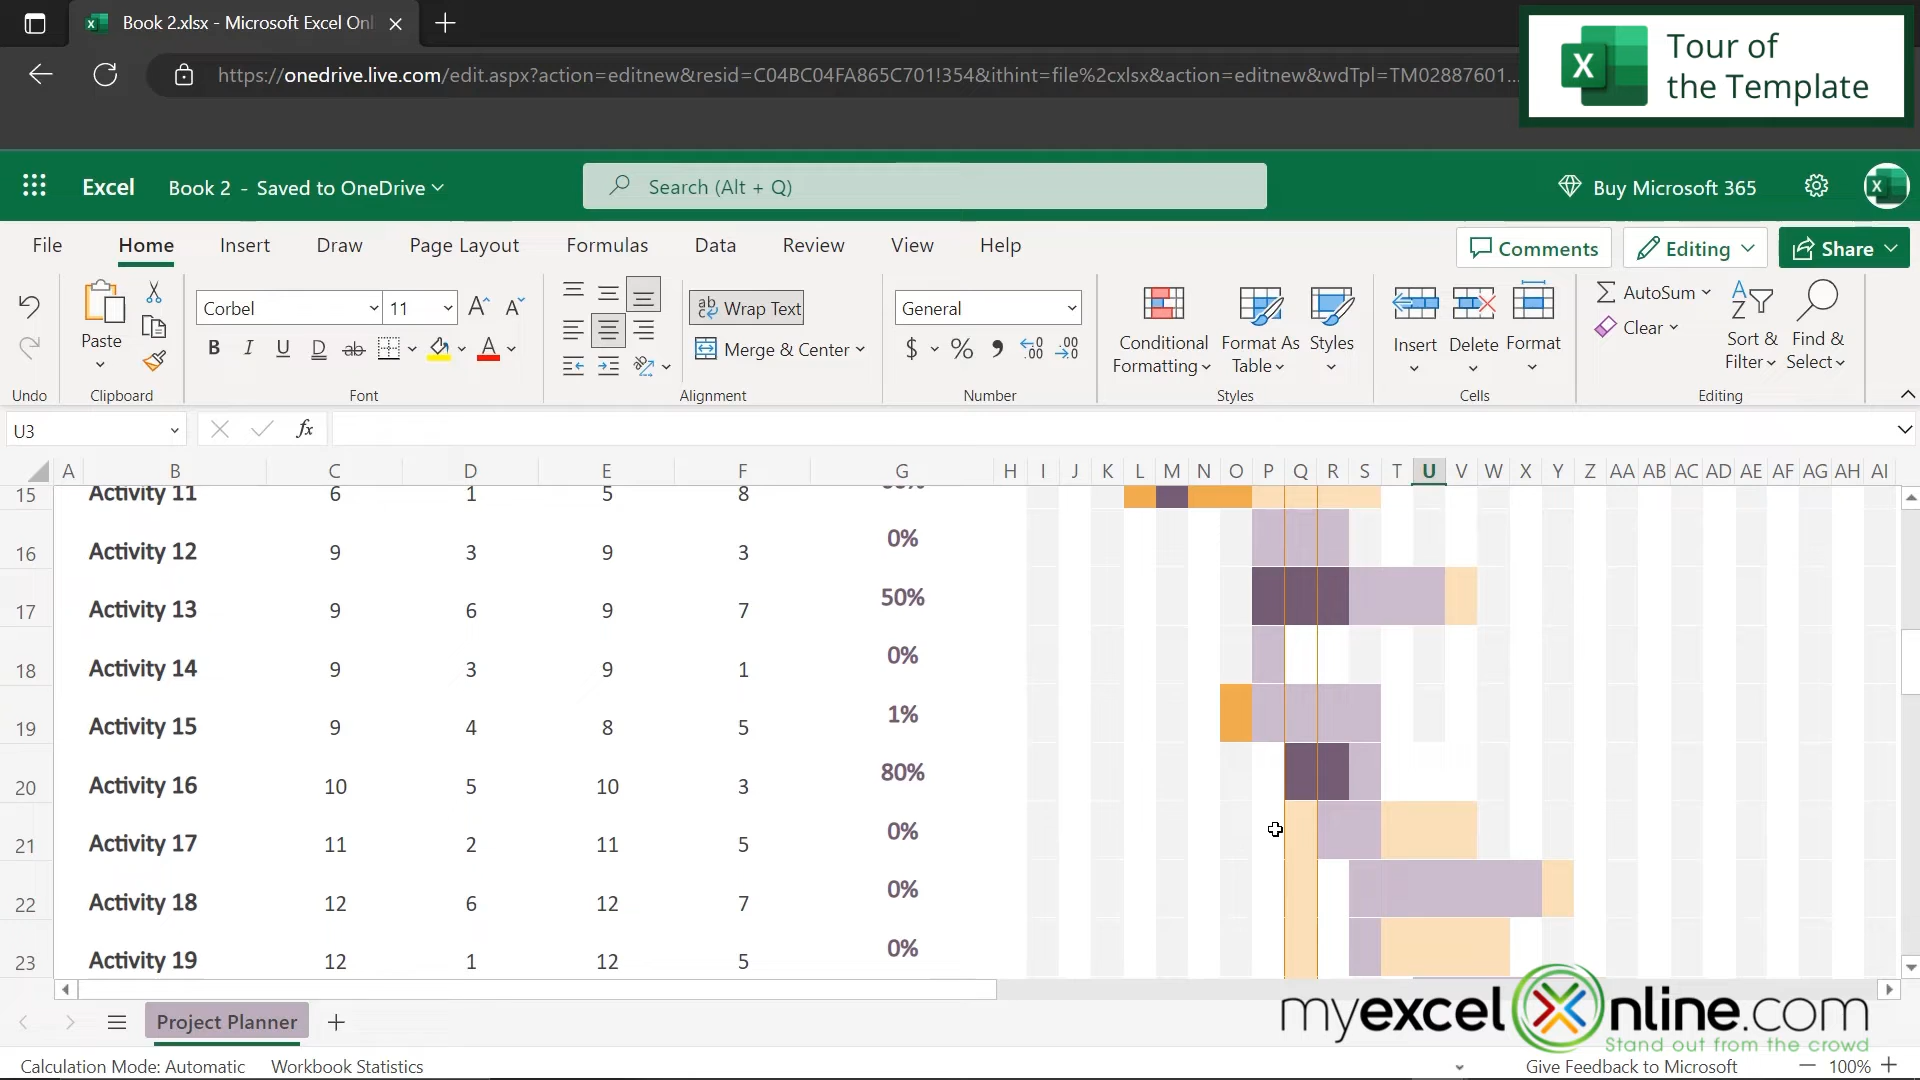 Book 2.xlsx - Microsoft Excel Onl
https://onedrive.live.com/edit.aspx?action=editnew&resid=C04BC04FA865C701!354&ithint=file%2cxlsx&action=editnew&wdTpl=TM02887601...
Tour of
the Template
Excel Book 2 - Saved to OneDrive
Search (Alt + Q)
Buy Microsoft 365
File Home Insert Draw Page Layout Formulas Data Review View Help
Comments Editing Share
Corbel 11
Wrap Text
General
AutoSum
Paste
Clear
Merge & Center
Conditional Formatting
Format As Table
Styles
Insert Delete Format
Sort & Filter
Find & Select
Undo Clipboard Font Alignment Number Styles Cells Editing
U3
A B C D E F G H I J K L M N O P Q R S T U V W X Y Z AA AB AC AD AE AF AG AH AI
15 Activity 11 6 1 5 8
16 Activity 12 9 3 9 3 0%
17 Activity 13 9 6 9 7 50%
18 Activity 14 9 3 9 1 0%
19 Activity 15 9 4 8 5 1%
20 Activity 16 10 5 10 3 80%
21 Activity 17 11 2 11 5 0%
22 Activity 18 12 6 12 7 0%
23 Activity 19 12 1 12 5 0%
Project Planner
myexcelonline.com
Stand out from the crowd
Calculation Mode: Automatic Workbook Statistics
Give Feedback to Microsoft 100%